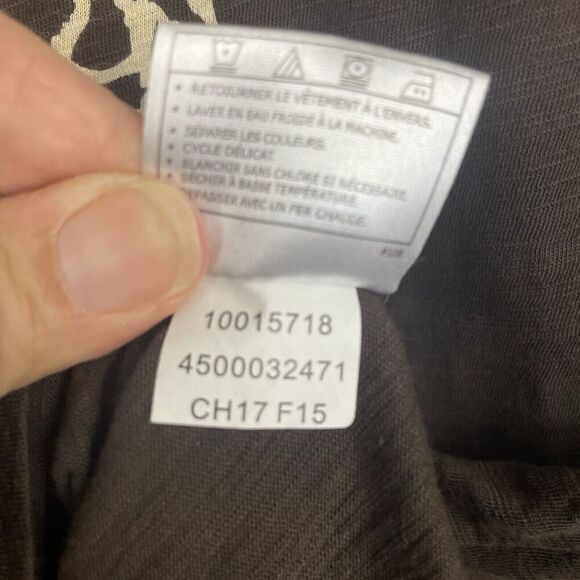 • RETOURNER LE VÊTEMENT À L'ENVERS.
• LAVER EN EAU FROIDE À LA MACHINE.
• SÉPARER LES COULEURS.
• CYCLE DÉLICAT.
• BLANCHIR SANS CHLORE SI NÉCESSAIRE.
• SÉCHER À BASSE TEMPÉRATURE.
REPASSER AVEC UN FER CHAUDE.
10015718
4500032471
CH17 F15